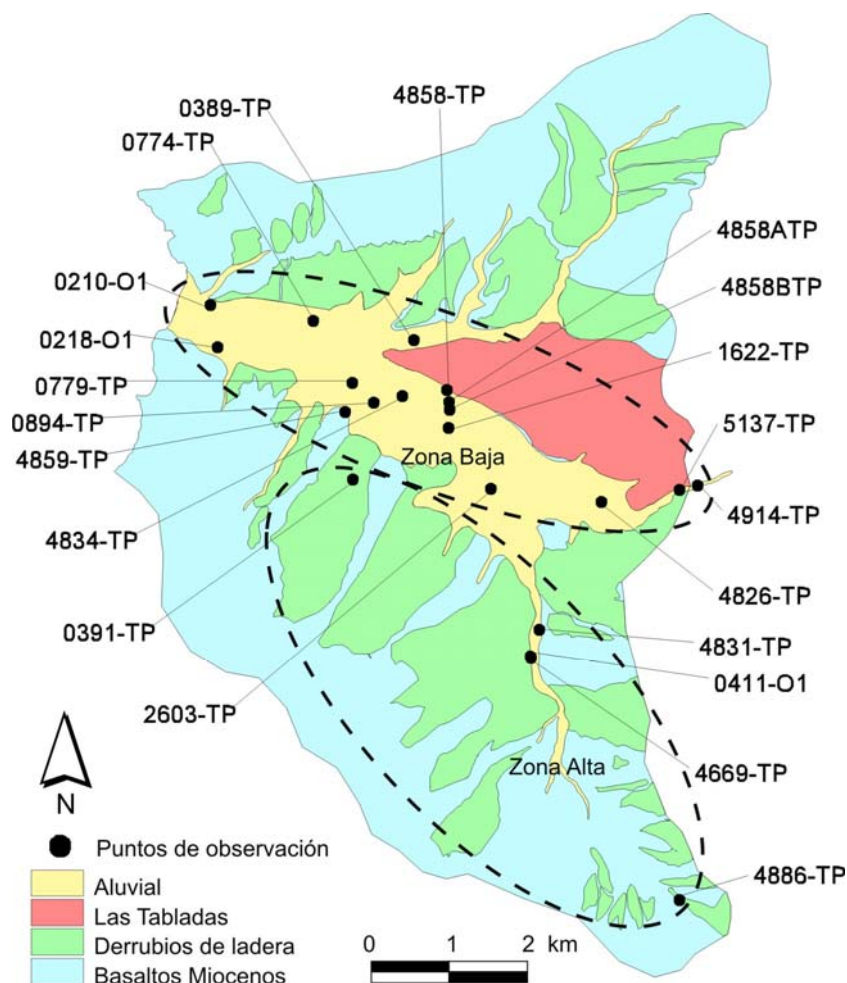 4858-TP
0389-TP
0774-TP
4858ATP
4858BTP
0210-O1
1622-TP
0218-O1
5137-TP
0779-TP
0894-TP
4859-TP
Zona Baja
4914-TP
4834-TP
4826-TP
0391-TP
4831-TP
0411-O1
2603-TP
4669-TP
Zona Alta
N
Puntos de observación
4886-TP
Aluvial
Las Tabladas
Derrubios de ladera
0 1 2 km
Basaltos Miocenos